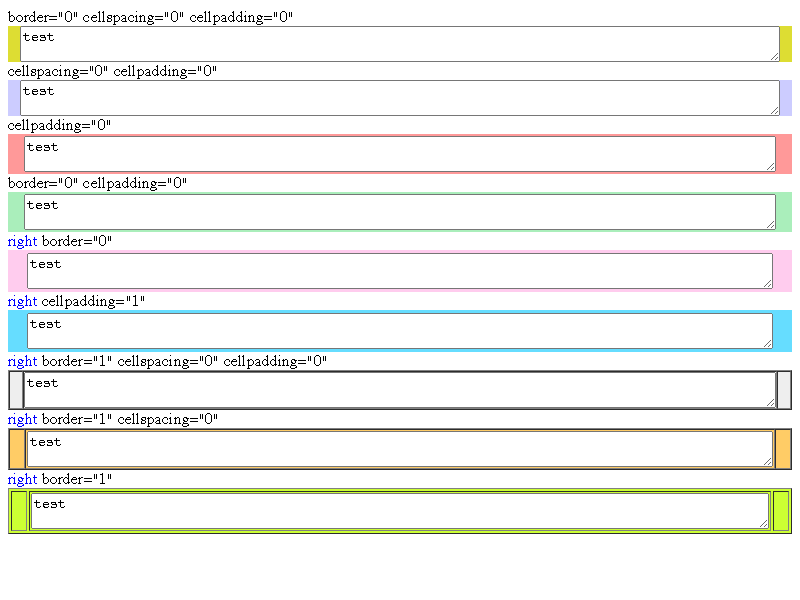 border="0" cellspacing="0" cellpadding="0"
test
cellspacing="0" cellpadding="0"
test
cellpadding="0"
test
border="0" cellpadding="0"
test
right border="0"
test
right cellpadding="1"
test
right border="1" cellspacing="0" cellpadding="0"
test
right border="1" cellspacing="0"
test
right border="1"
test